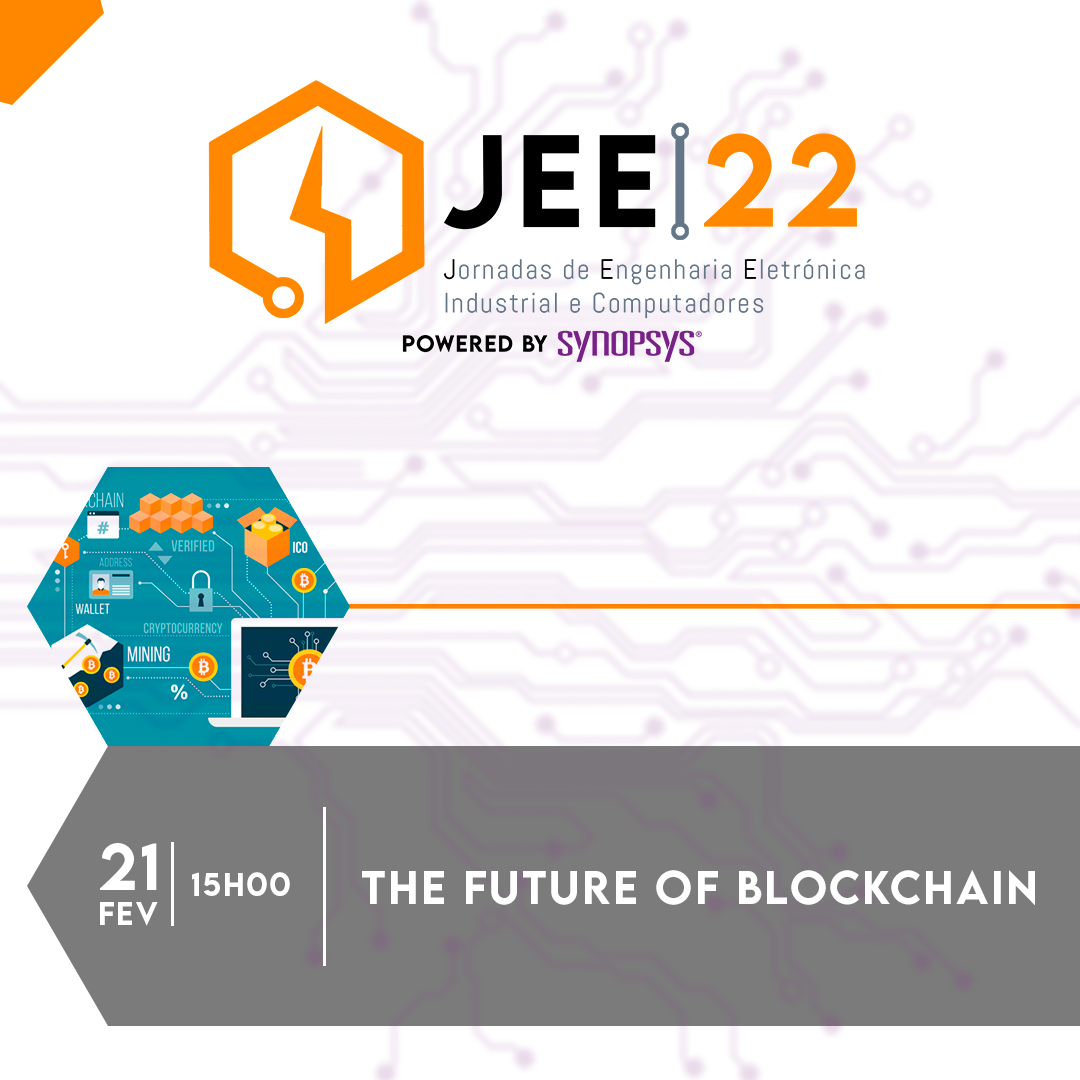 JEE 22
Jornadas de Engenharia Eletrónica
Industrial e Computadores
POWERED BY SYNOPSYS®
CHAIN
#
VERIFIED
ICO
ADDRESS
WALLET
CRYPTOCURRENCY
MINING
%
21
FEV
15H00
THE FUTURE OF BLOCKCHAIN